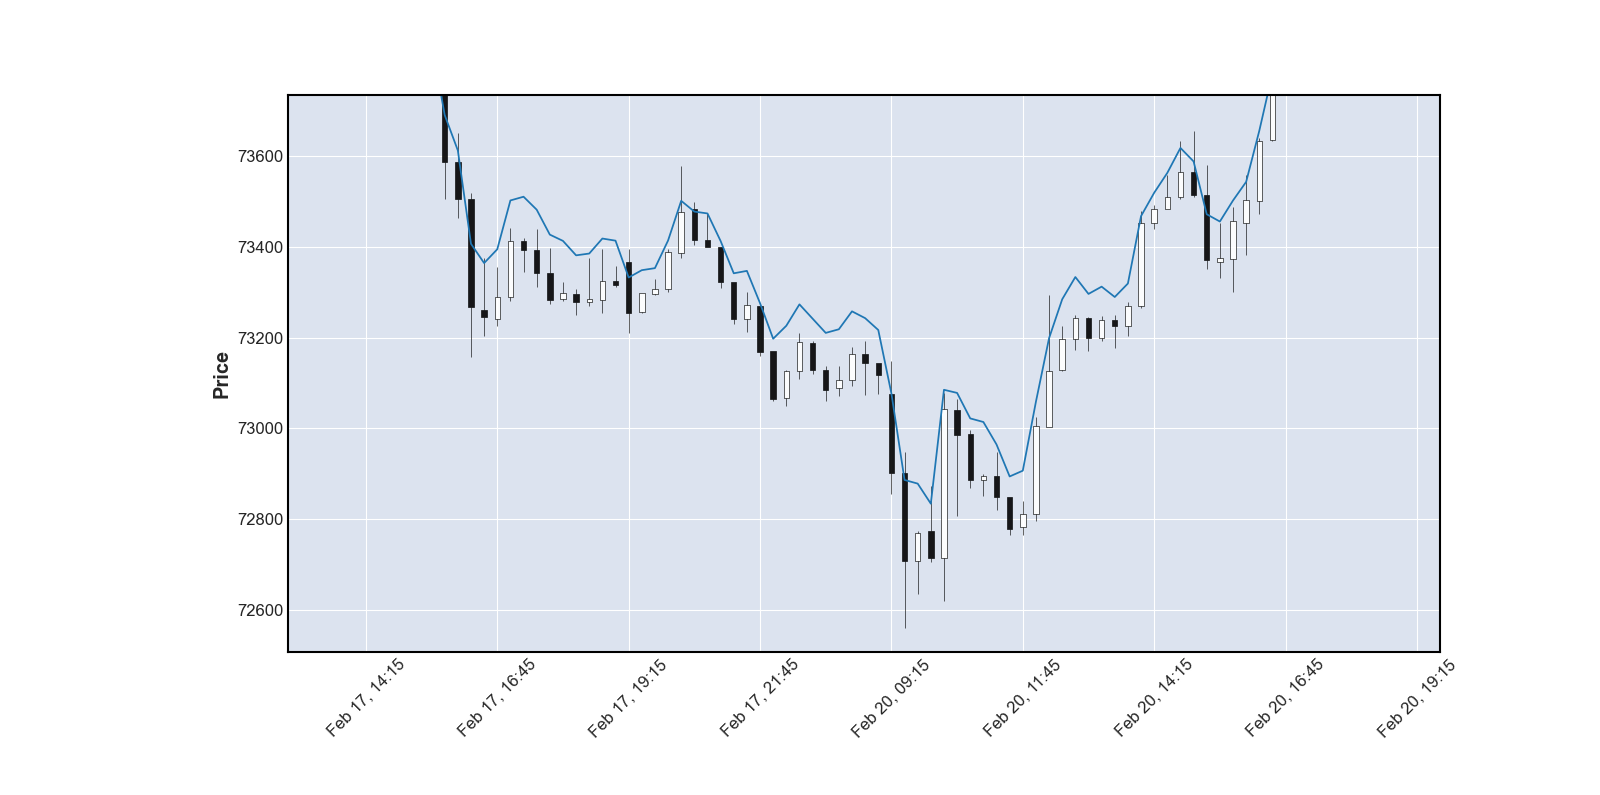 Price
73600
73400
73200
73000
72800
72600
Feb 17, 14:15
Feb 17, 16:45
Feb 17, 19:15
Feb 17, 21:45
Feb 20, 09:15
Feb 20, 11:45
Feb 20, 14:15
Feb 20, 16:45
Feb 20, 19:15